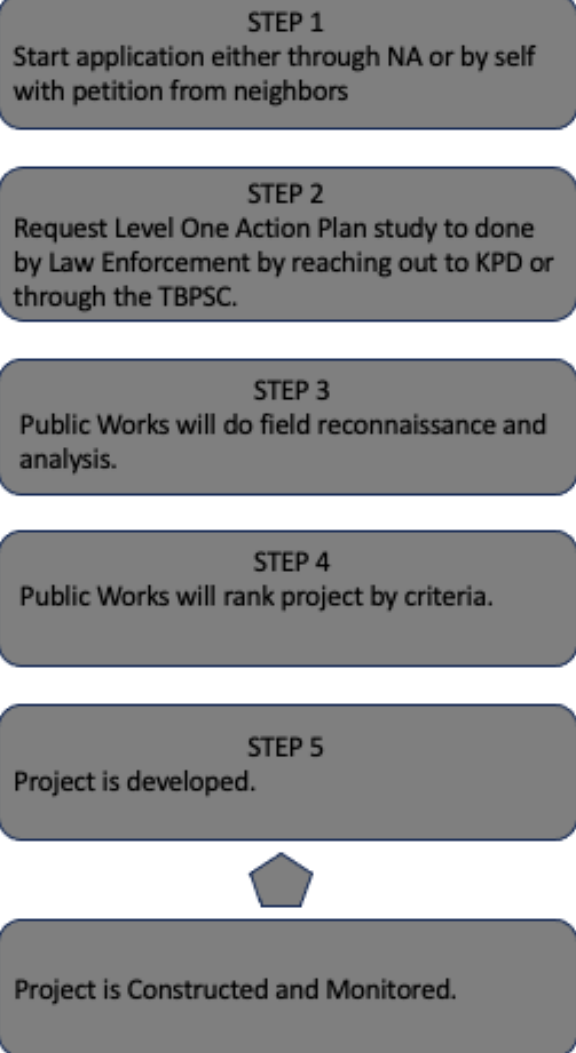 STEP 1
Start application either through NA or by self
with petition from neighbors
STEP 2
Request Level One Action Plan study to done
by Law Enforcement by reaching out to KPD or
through the TBPSC.
STEP 3
Public Works will do field reconnaissance and
analysis.
STEP 4
Public Works will rank project by criteria.
STEP 5
Project is developed.
Project is Constructed and Monitored.